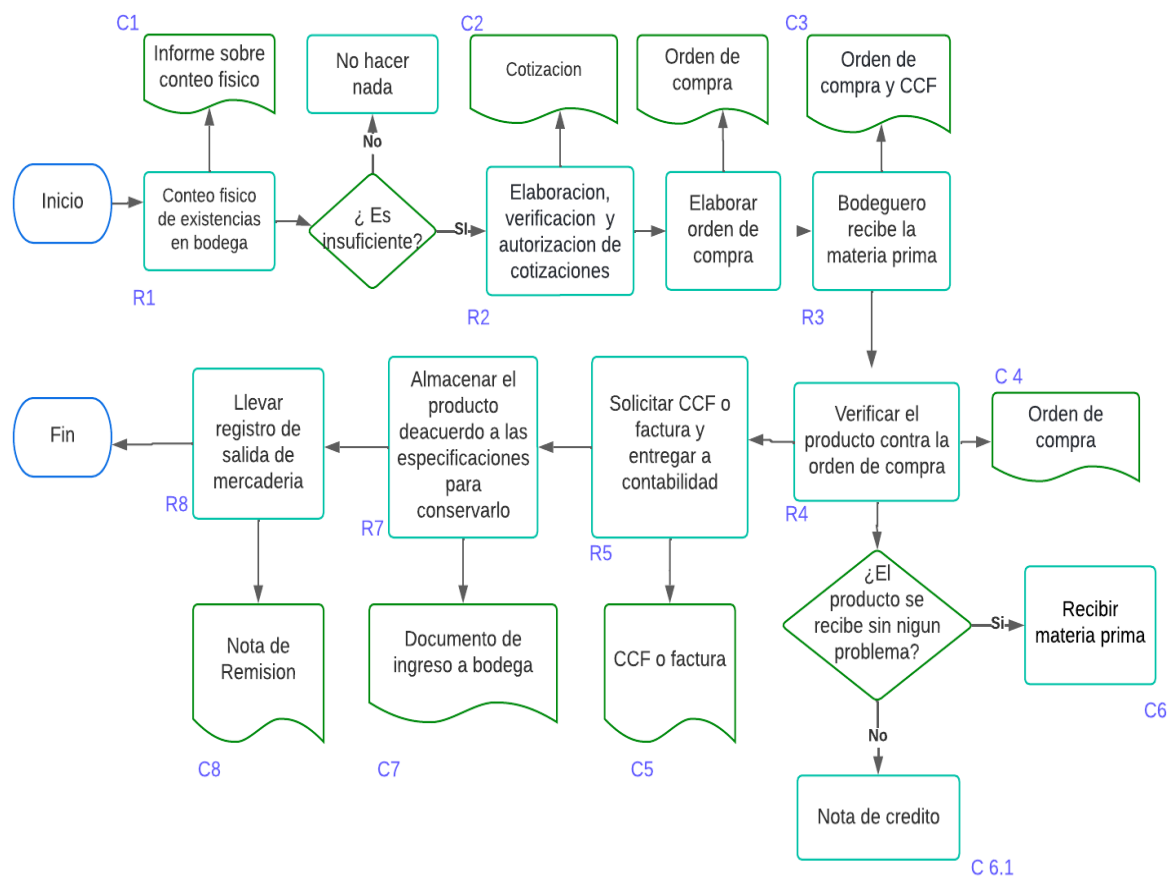 C1
C2
C3
Informe sobre
conteo fisico
No hacer
nada
Cotizacion
Orden de
compra
Orden de
compra y CCF
No
Inicio
Conteo fisico
de existencias
en bodega
¿ Es
insuficiente?
SI
Elaboracion,
verificacion y
autorizacion de
cotizaciones
Elaborar
orden de
compra
Bodeguero
recibe la
materia prima
R1
R2
R3
Fin
Llevar
registro de
salida de
mercaderia
Almacenar el
producto
deacuerdo a las
especificaciones
para
conservarlo
Solicitar CCF o
factura y
entregar a
contabilidad
Verificar el
producto contra la
orden de compra
C 4
Orden de
compra
R8
R7
R5
R4
Nota de
Remision
Documento de
ingreso a bodega
CCF o factura
¿El
producto se
recibe sin nigun
problema?
Si
Recibir
materia prima
C6
No
C8
C7
C5
Nota de credito
C 6.1